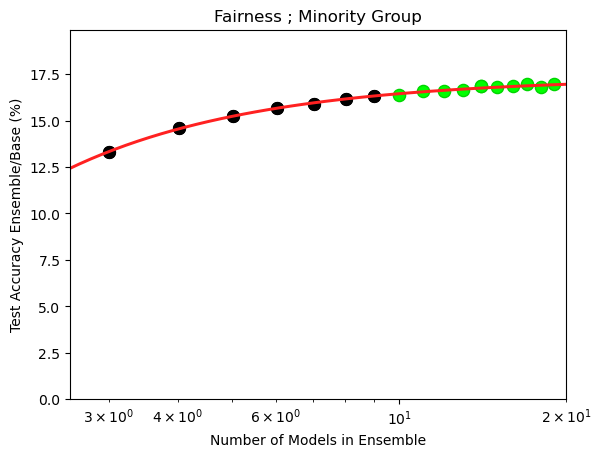 Fairness ; Minority Group
Test Accuracy Ensemble/Base (%)
17.5
15.0
12.5
10.0
7.5
5.0
2.5
0.0
3 × 10⁰ 4 × 10⁰ 6 × 10⁰ 10¹ 2 × 10¹
Number of Models in Ensemble